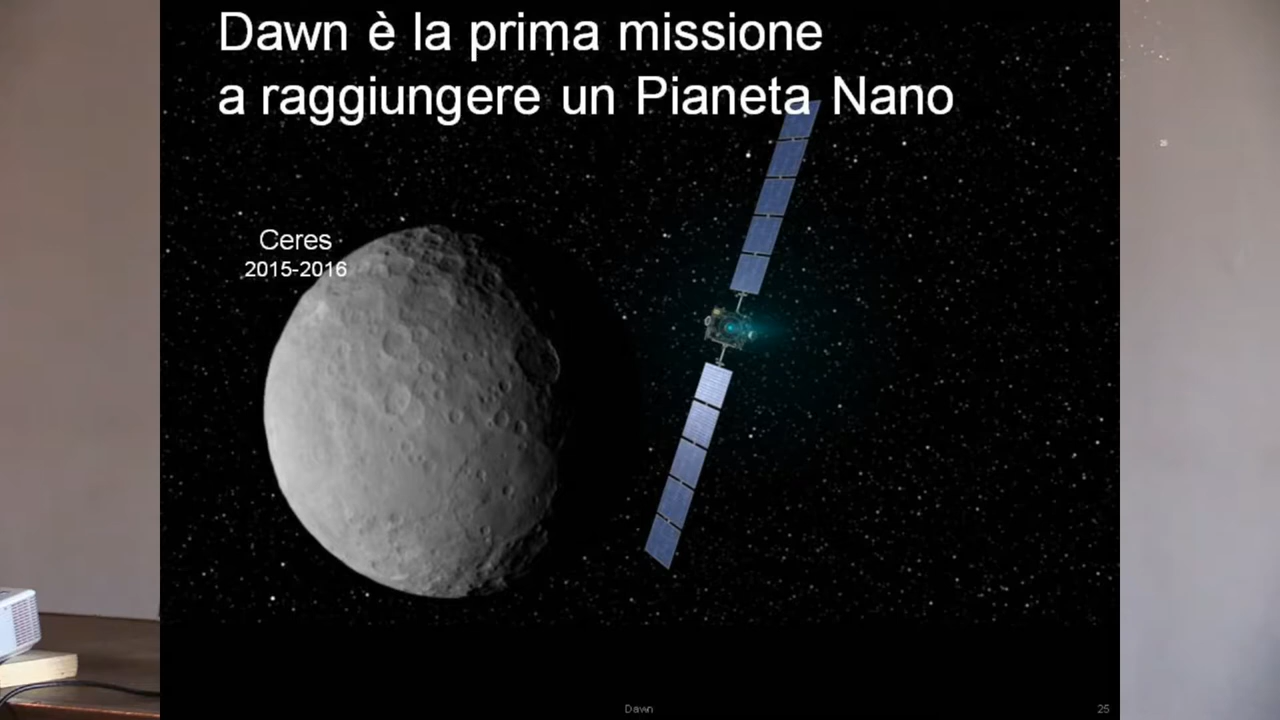 Dawn è la prima missione
a raggiungere un Pianeta Nano
Ceres
2015-2016
Dawn
25